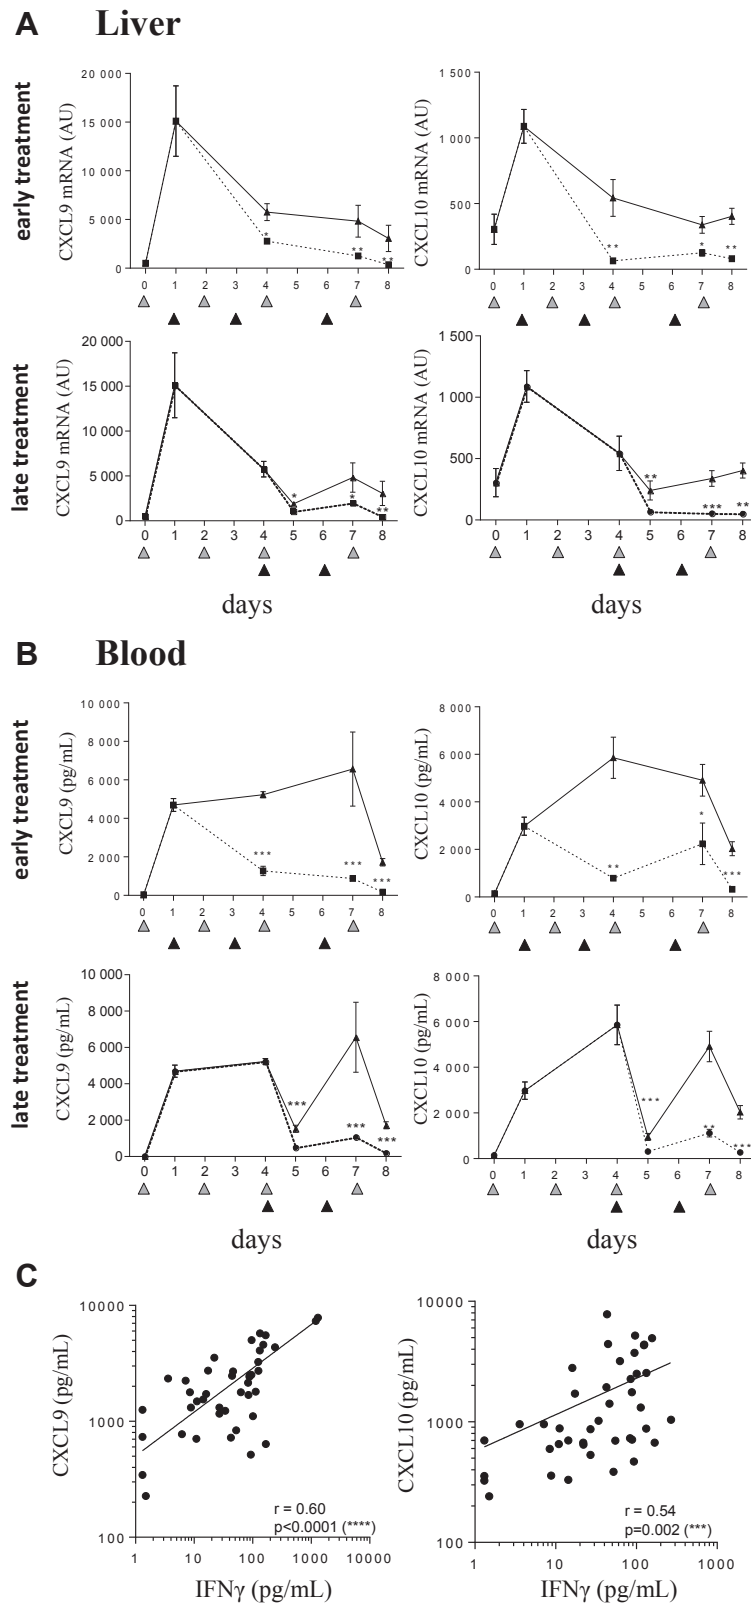 A Liver
early treatment
CXCL9 mRNA (AU)
20 000
15 000
10 000
5 000
0
* ** **
0 1 2 3 4 5 6 7 8
CXCL10 mRNA (AU)
1 500
1 000
500
0
** * **
0 1 2 3 4 5 6 7 8
late treatment
CXCL9 mRNA (AU)
20 000
15 000
10 000
5 000
0
* * **
0 1 2 3 4 5 6 7 8
days
CXCL10 mRNA (AU)
1 500
1 000
500
0
** *** **
0 1 2 3 4 5 6 7 8
days
B Blood
early treatment
CXCL9 (pg/mL)
10 000
8 000
6 000
4 000
2 000
0
*** *** ***
0 1 2 3 4 5 6 7 8
CXCL10 (pg/mL)
8 000
6 000
4 000
2 000
0
** * ***
0 1 2 3 4 5 6 7 8
late treatment
CXCL9 (pg/mL)
10 000
8 000
6 000
4 000
2 000
0
*** *** ***
0 1 2 3 4 5 6 7 8
days
CXCL10 (pg/mL)
8 000
6 000
4 000
2 000
0
*** ** ***
0 1 2 3 4 5 6 7 8
days
C
CXCL9 (pg/mL)
10000
1000
100
r = 0.60
p<0.0001 (****)
1 10 100 1000 10000
IFNγ (pg/mL)
CXCL10 (pg/mL)
10000
1000
100
r = 0.54
p=0.002 (***)
1 10 100 1000
IFNγ (pg/mL)